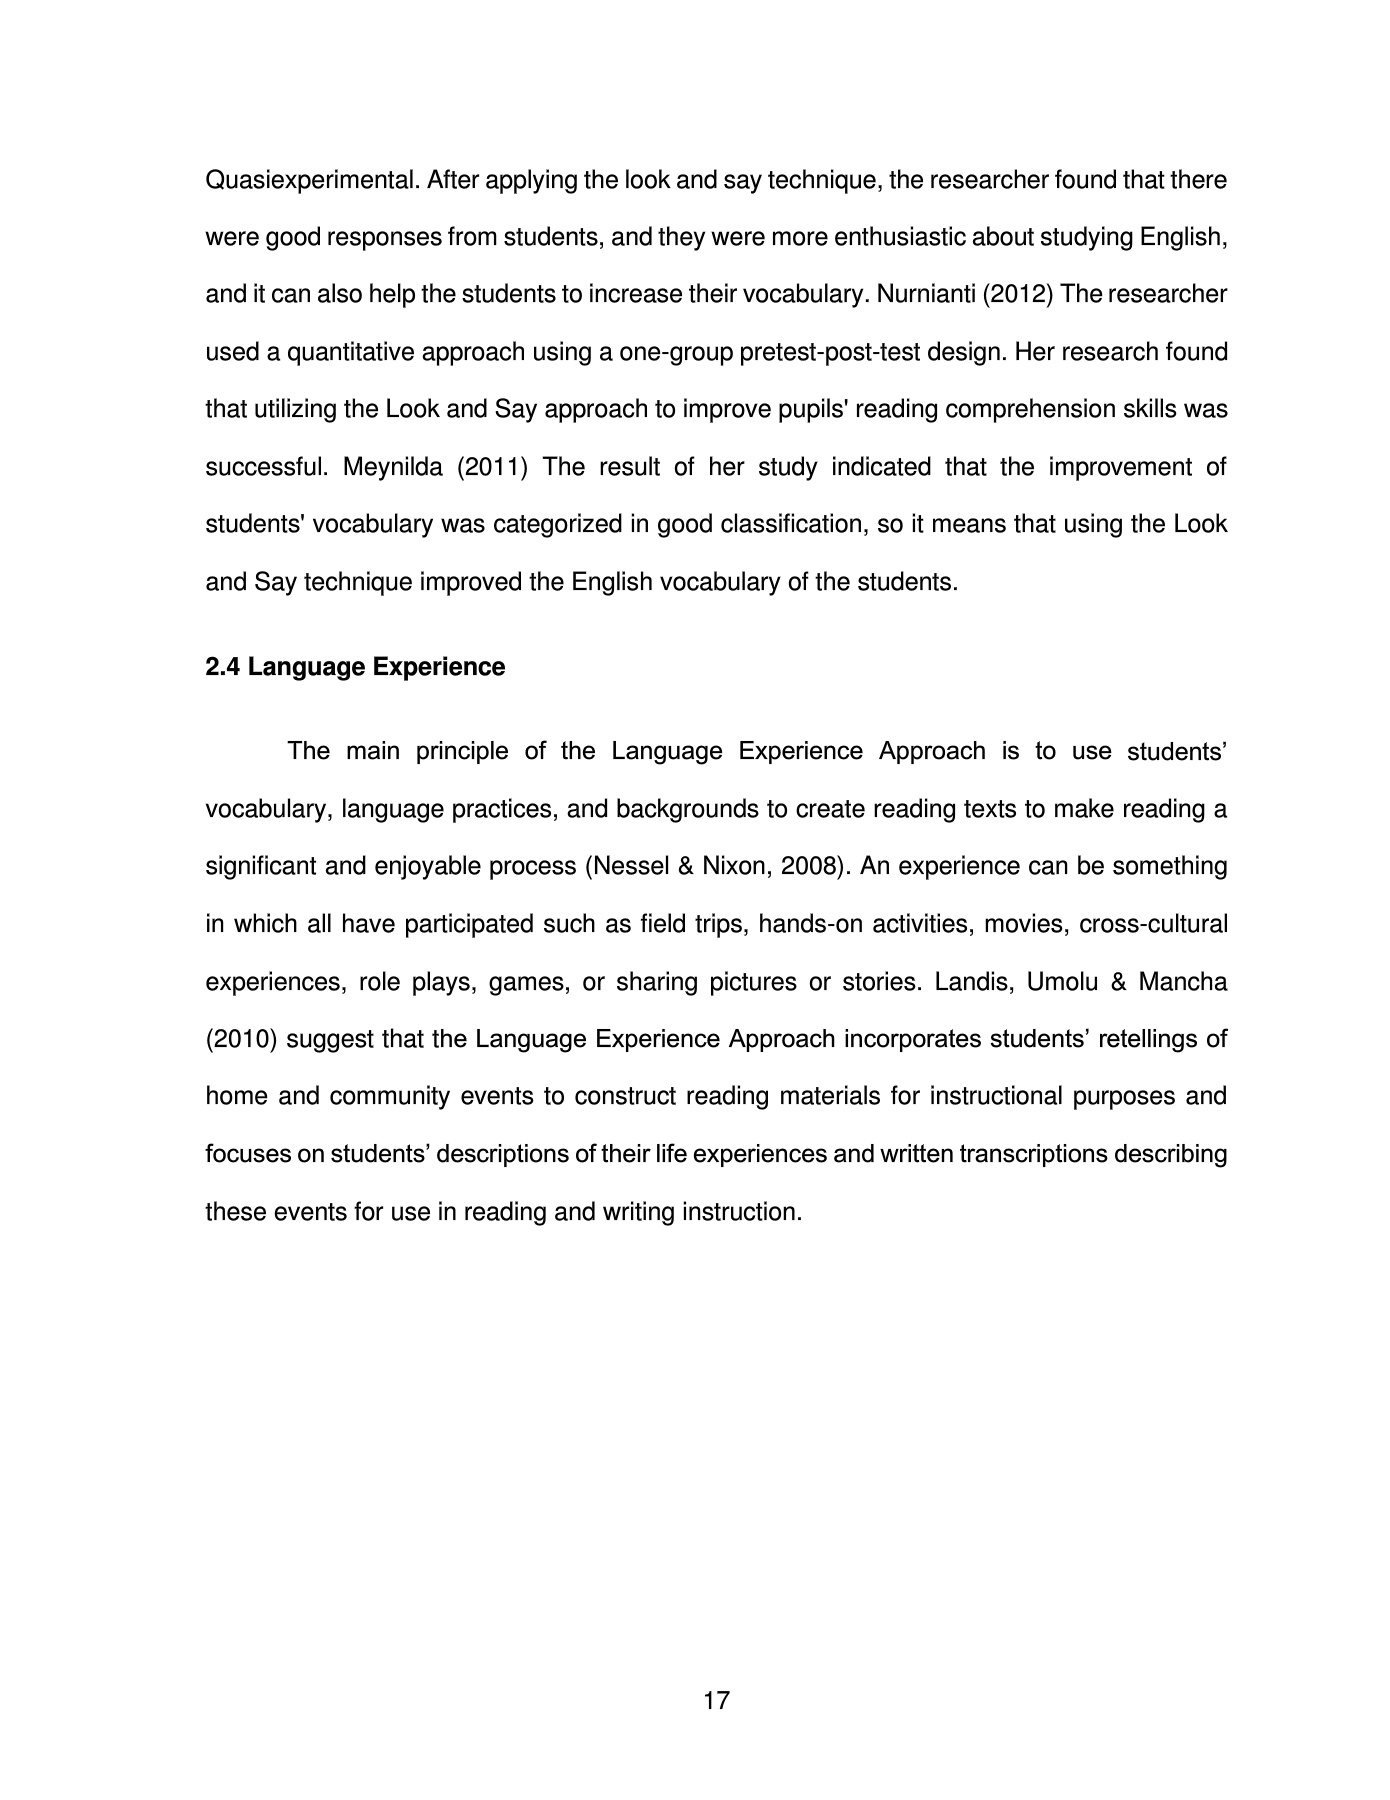 Quasiexperimental. After applying the look and say technique, the researcher found that there
were good responses from students, and they were more enthusiastic about studying English,
and it can also help the students to increase their vocabulary. Nurnianti (2012) The researcher
used a quantitative approach using a one-group pretest-post-test design. Her research found
that utilizing the Look and Say approach to improve pupils' reading comprehension skills was
successful. Meynilda (2011) The result of her study indicated that the improvement of
students' vocabulary was categorized in good classification, so it means that using the Look
and Say technique improved the English vocabulary of the students.
2.4 Language Experience
The main principle of the Language Experience Approach is to use students’
vocabulary, language practices, and backgrounds to create reading texts to make reading a
significant and enjoyable process (Nessel & Nixon, 2008). An experience can be something
in which all have participated such as field trips, hands-on activities, movies, cross-cultural
experiences, role plays, games, or sharing pictures or stories. Landis, Umolu & Mancha
(2010) suggest that the Language Experience Approach incorporates students’ retellings of
home and community events to construct reading materials for instructional purposes and
focuses on students’ descriptions of their life experiences and written transcriptions describing
these events for use in reading and writing instruction.
17